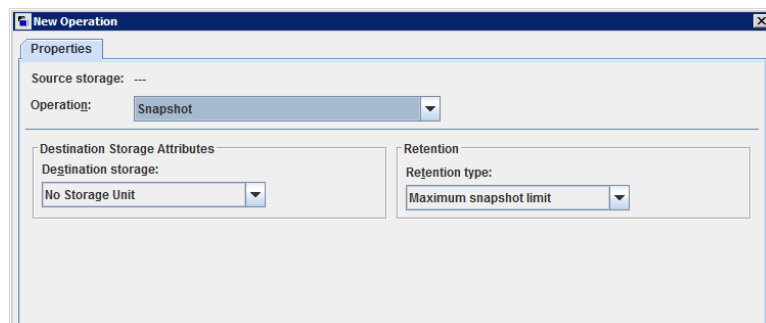 New Operation
Properties
Source storage: ---
Operation: Snapshot
Destination Storage Attributes
Destination storage:
No Storage Unit
Retention
Retention type:
Maximum snapshot limit